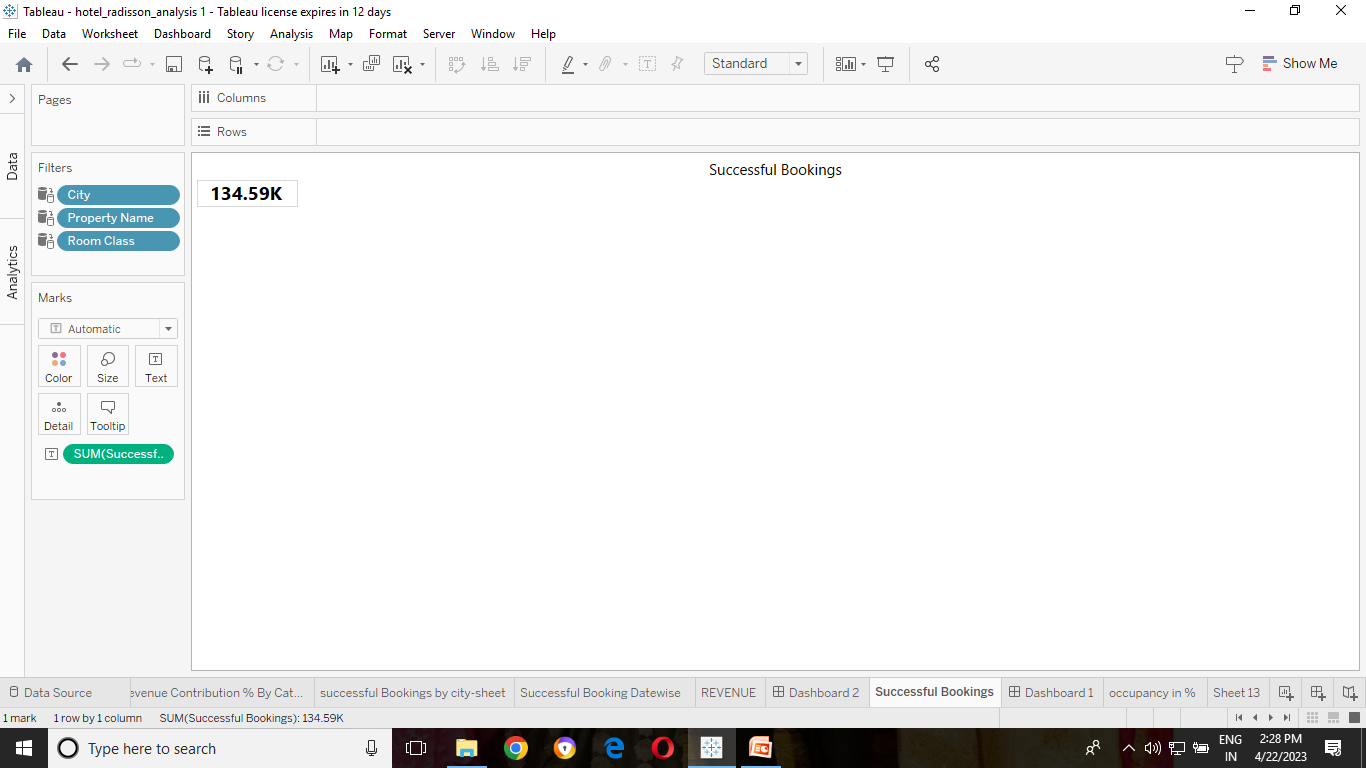 Tableau - hotel_radisson_analysis 1 - Tableau license expires in 12 days
File Data Worksheet Dashboard Story Analysis Map Format Server Window Help
Standard
Show Me
Pages
Columns
Rows
Data
Analytics
Filters
City
Property Name
Room Class
Marks
Automatic
Color Size Text
Detail Tooltip
SUM(Successf..
Successful Bookings
134.59K
Data Source evenue Contribution % By Cat... successful Bookings by city-sheet Successful Booking Datewise REVENUE Dashboard 2 Successful Bookings Dashboard 1 occupancy in % Sheet 13
1 mark 1 row by 1 column SUM(Successful Bookings): 134.59K
Type here to search
ENG
IN
2:28 PM
4/22/2023